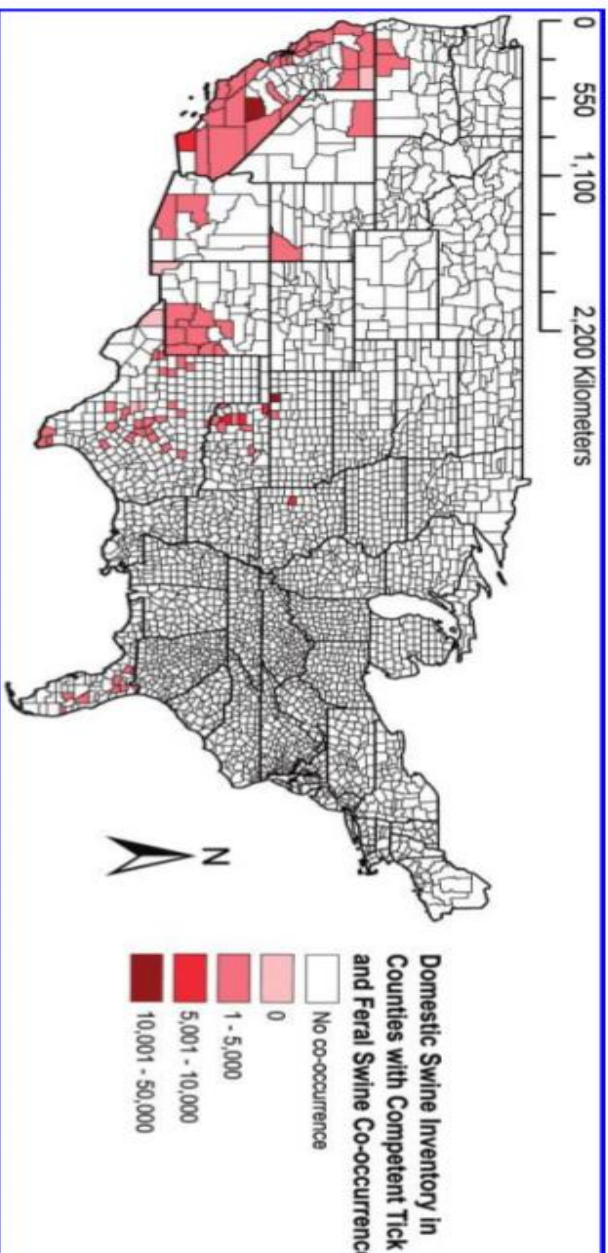 0 550 1,100 2,200 Kilometers
N
Domestic Swine Inventory in
Counties with Competent Tick
and Feral Swine Co-occurrence
No co-occurrence
0
1 - 5,000
5,001 - 10,000
10,001 - 50,000